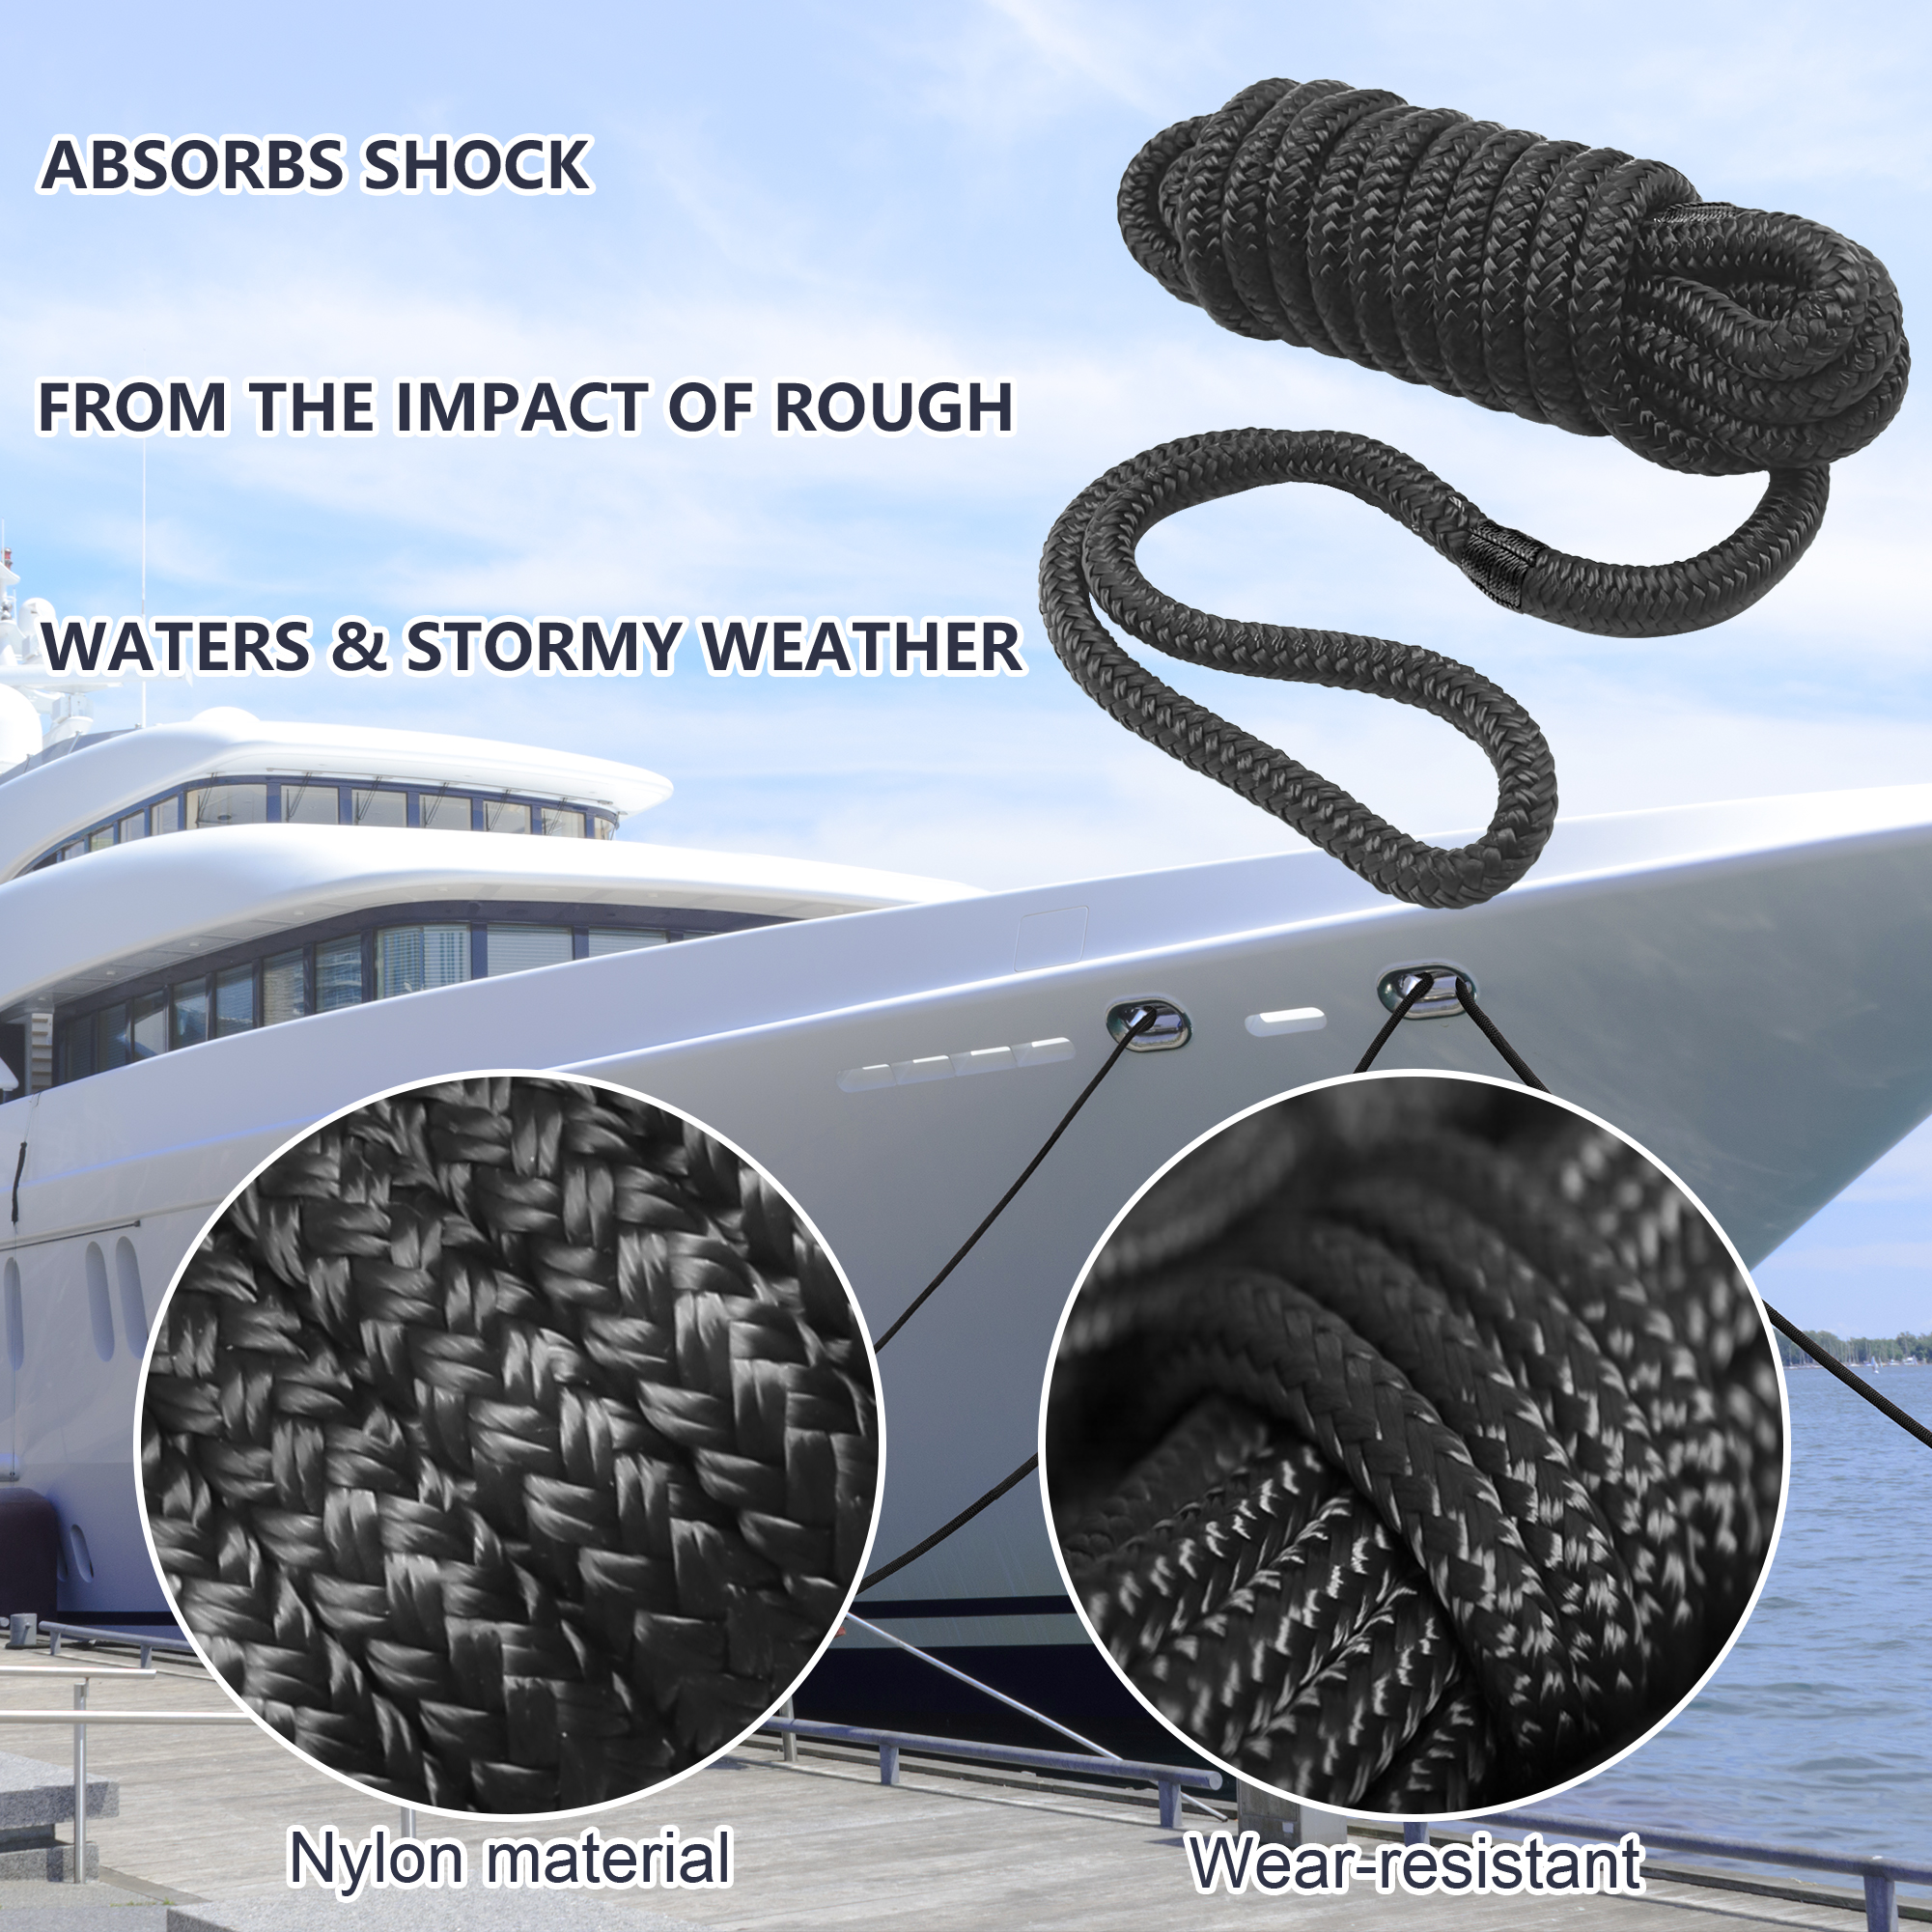 ABSORBS SHOCK
FROM THE IMPACT OF ROUGH
WATERS & STORMY WEATHER
Nylon material
Wear-resistant